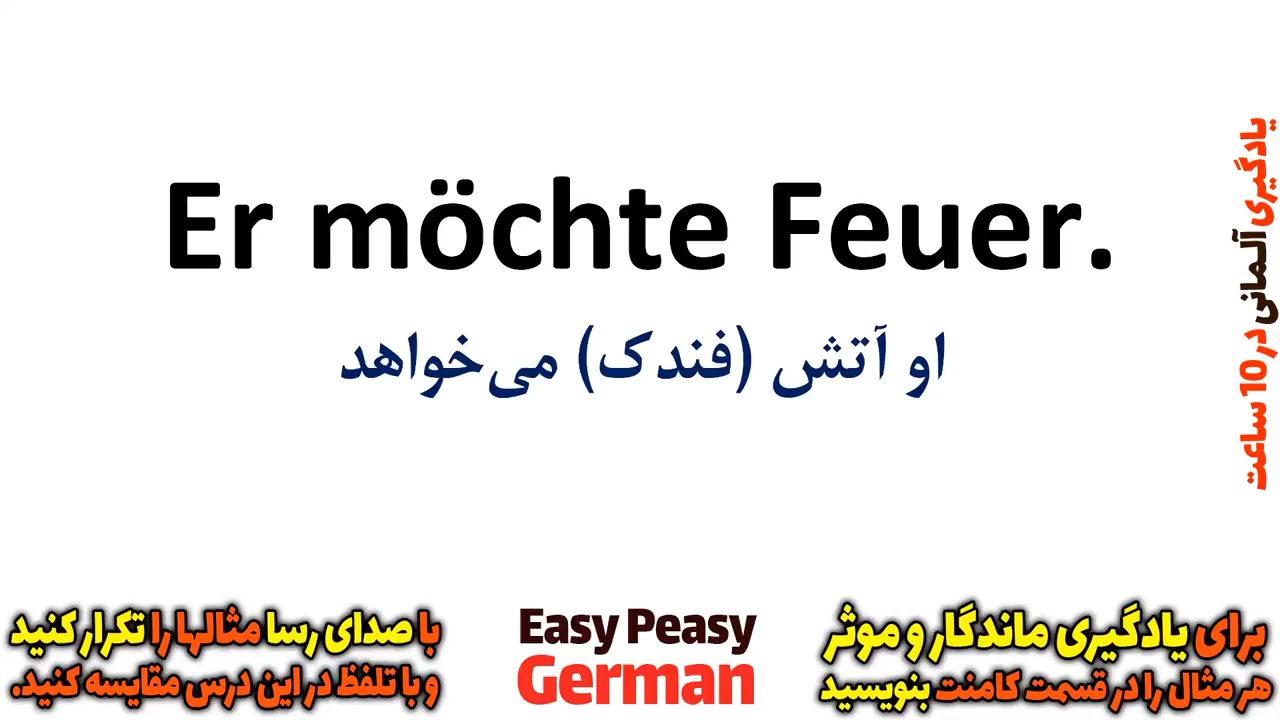 Er möchte Feuer.
او آتش (فندک) می‌خواهد
یادگیری آلمانی در 10 ساعت
با صدای رسا مثالها را تکرار کنید
و با تلفظ در این درس مقایسه کنید.
Easy Peasy
German
برای یادگیری ماندگار و موثر
هر مثال را در قسمت کامنت بنویسید